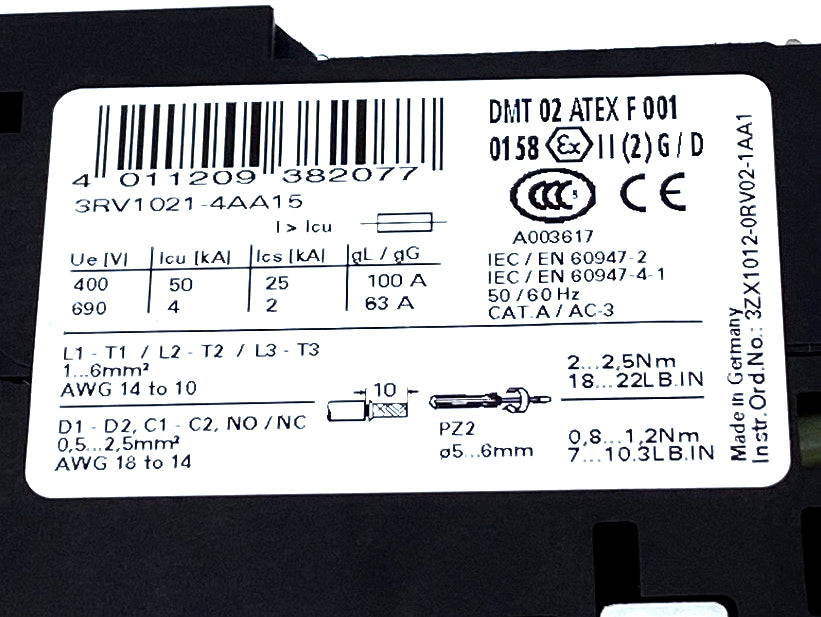 4 011209 382077
3RV1021-4AA15
I > Icu
Ue [V] Icu [kA] Ics [kA] gL / gG
400 50 25 100 A
690 4 2 63 A
DMT 02 ATEX F 001
0158 Ex II (2) G / D
CCC S CE
A003617
IEC / EN 60947-2
IEC / EN 60947-4-1
50 / 60 Hz
CAT. A / AC-3
L1 - T1 / L2 - T2 / L3 - T3
1...6mm²
AWG 14 to 10
D1 - D2, C1 - C2, NO / NC
0,5...2,5mm²
AWG 18 to 14
10
PZ2
ø5...6mm
2...2,5Nm
18...22LB.IN
0,8...1,2Nm
7...10.3LB.IN
Made in Germany
Instr.Ord.No.: 3ZX1012-0RV02-1AA1